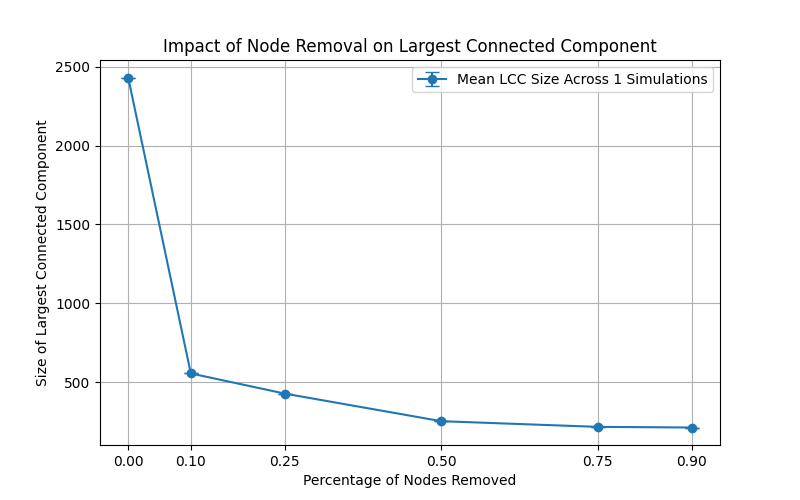 Impact of Node Removal on Largest Connected Component
Mean LCC Size Across 1 Simulations
Size of Largest Connected Component
2500
2000
1500
1000
500
0.00 0.10 0.25 0.50 0.75 0.90
Percentage of Nodes Removed